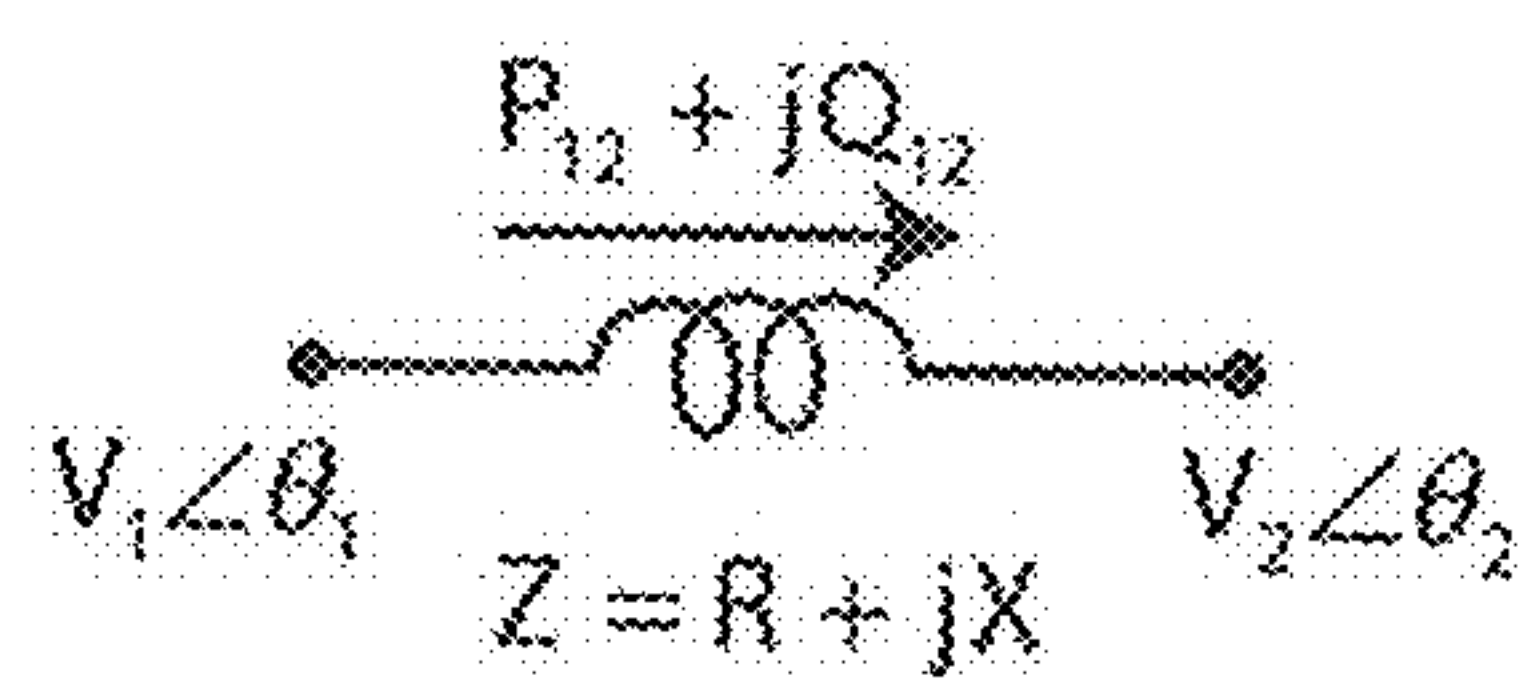 P₁₂ + jQ₁₂
V₁∠θ₁
V₂∠θ₂
Z = R + jX